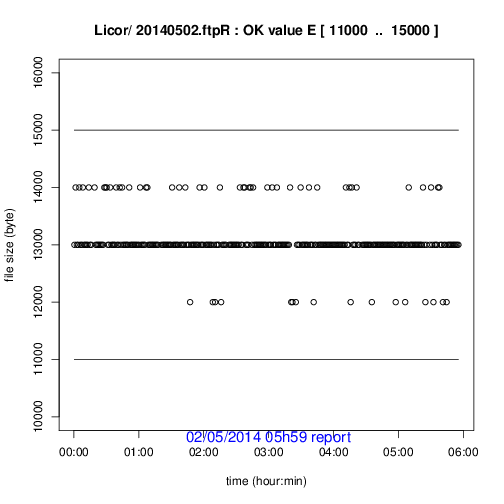 Licor/ 20140502.ftpR : OK value E [ 11000 .. 15000 ]
file size (byte)
16000
15000
14000
13000
12000
11000
10000
02/05/2014 05h59 report
00:00 01:00 02:00 03:00 04:00 05:00 06:00
time (hour:min)